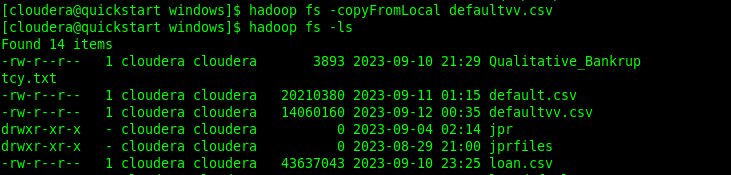 [cloudera@quickstart windows]$ hadoop fs -copyFromLocal defaultvv.csv
[cloudera@quickstart windows]$ hadoop fs -ls
Found 14 items
-rw-r--r--   1 cloudera cloudera       3893 2023-09-10 21:29 Qualitative_Bankrup
tcy.txt
-rw-r--r--   1 cloudera cloudera   20210380 2023-09-11 01:15 default.csv
-rw-r--r--   1 cloudera cloudera   14060160 2023-09-12 00:35 defaultvv.csv
drwxr-xr-x   - cloudera cloudera          0 2023-09-04 02:14 jpr
drwxr-xr-x   - cloudera cloudera          0 2023-08-29 21:00 jprfiles
-rw-r--r--   1 cloudera cloudera   43637043 2023-09-10 23:25 loan.csv